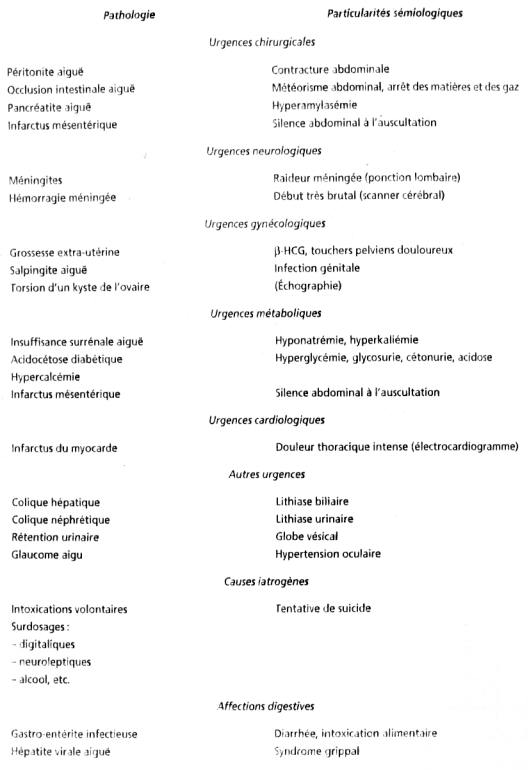 Pathologie Particularités sémiologiques
Urgences chirurgicales
Péritonite aiguë Contracture abdominale
Occlusion intestinale aiguë Météorisme abdominal, arrêt des matières et des gaz
Pancréatite aiguë Hyperamylasémie
Infarctus mésentérique Silence abdominal à l'auscultation
Urgences neurologiques
Méningites Raideur méningée (ponction lombaire)
Hémorragie méningée Début très brutal (scanner cérébral)
Urgences gynécologiques
Grossesse extra-utérine β-HCG, touchers pelviens douloureux
Salpingite aiguë Infection génitale
Torsion d'un kyste de l'ovaire (Échographie)
Urgences métaboliques
Insuffisance surrénale aiguë Hyponatrémie, hyperkaliémie
Acidocétose diabétique Hyperglycémie, glycosurie, cétonurie, acidose
Hypercalcémie
Infarctus mésentérique Silence abdominal à l'auscultation
Urgences cardiologiques
Infarctus du myocarde Douleur thoracique intense (électrocardiogramme)
Autres urgences
Colique hépatique Lithiase biliaire
Colique néphrétique Lithiase urinaire
Rétention urinaire Globe vésical
Glaucome aigu Hypertension oculaire
Causes iatrogènes
Intoxications volontaires Tentative de suicide
Surdosages :
– digitaliques
– neuroleptiques
– alcool, etc.
Affections digestives
Gastro-entérite infectieuse Diarrhée, intoxication alimentaire
Hépatite virale aiguë Syndrome grippal